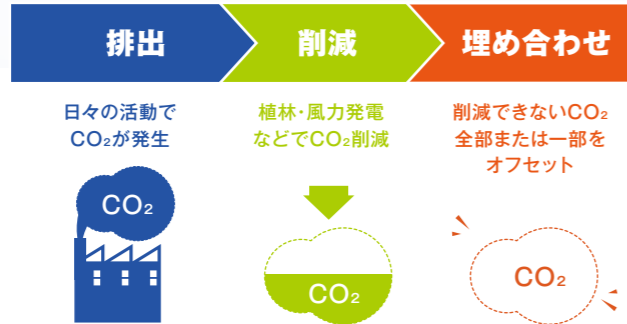 排出
削減
埋め合わせ
日々の活動で
CO₂が発生
植林・風力発電
などでCO₂削減
削減できないCO₂
全部または一部を
オフセット
CO₂
CO₂
CO₂